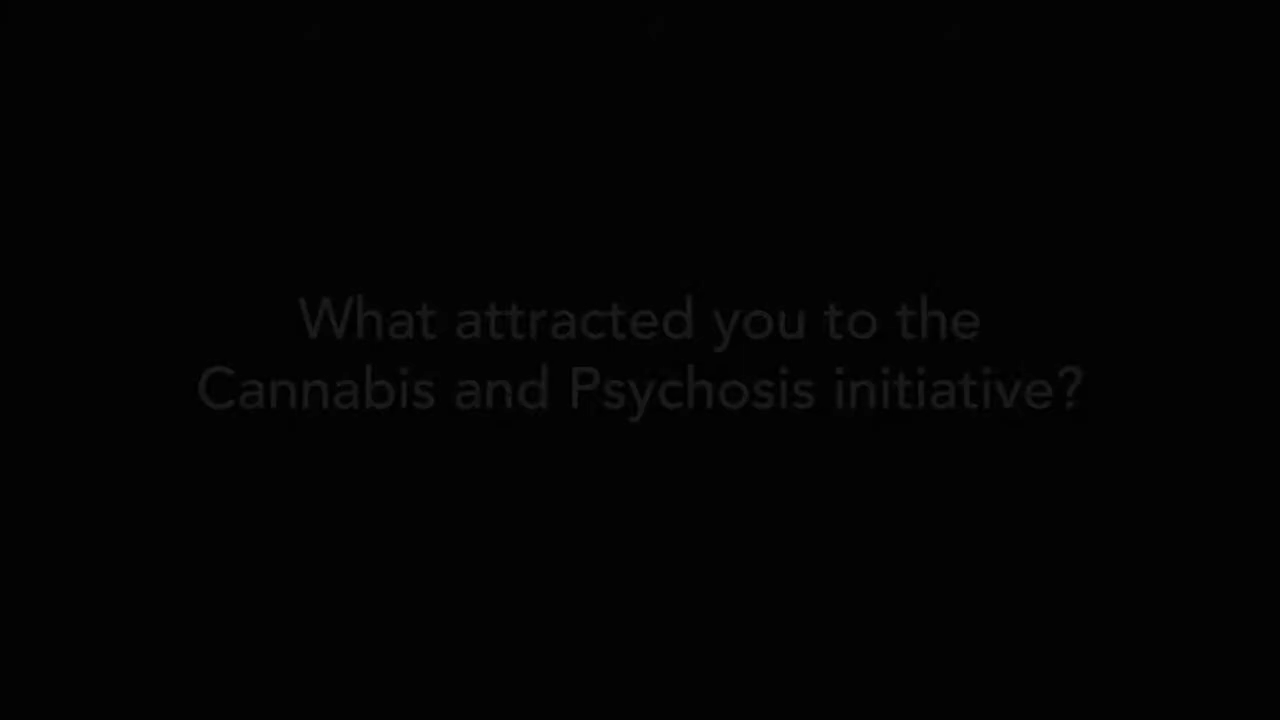 What attracted you to the
Cannabis and Psychosis initiative?